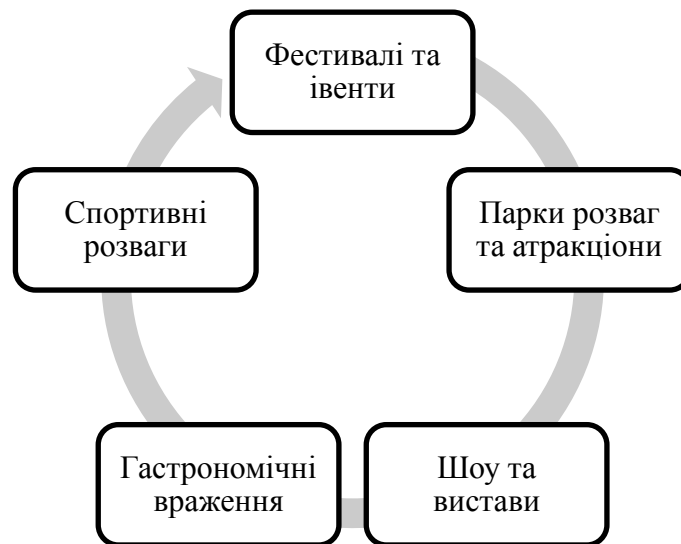 Фестивалі та
івенти
Парки розваг
та атракціони
Шоу та
вистави
Гастрономічні
враження
Спортивні
розваги